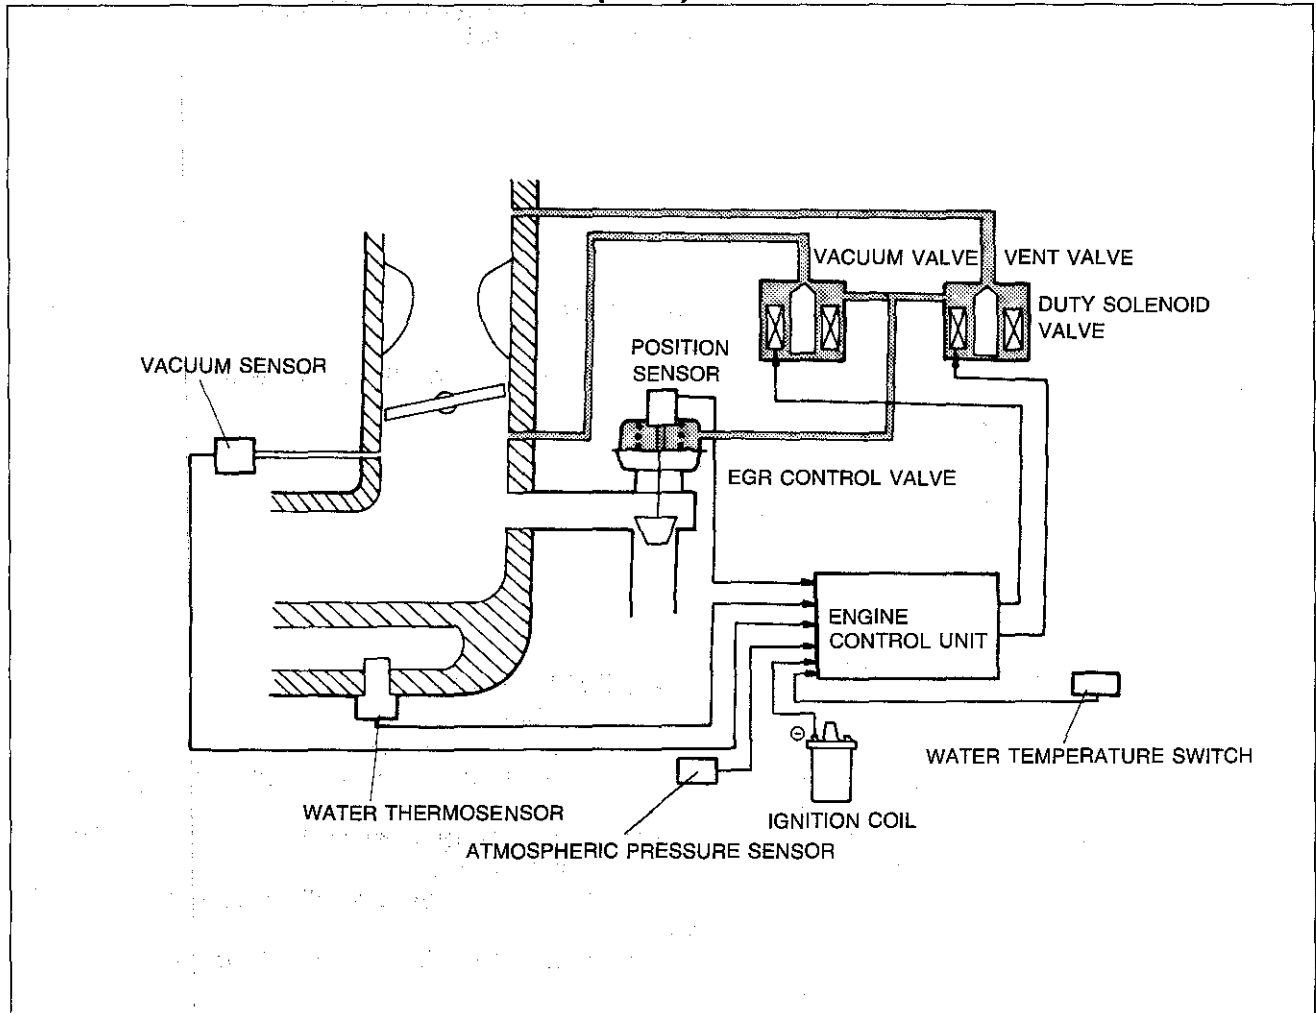 VACUUM VALVE
VENT VALVE
DUTY SOLENOID
VALVE
POSITION
SENSOR
VACUUM SENSOR
EGR CONTROL VALVE
ENGINE
CONTROL UNIT
WATER TEMPERATURE SWITCH
WATER THERMOSENSOR
IGNITION COIL
ATMOSPHERIC PRESSURE SENSOR